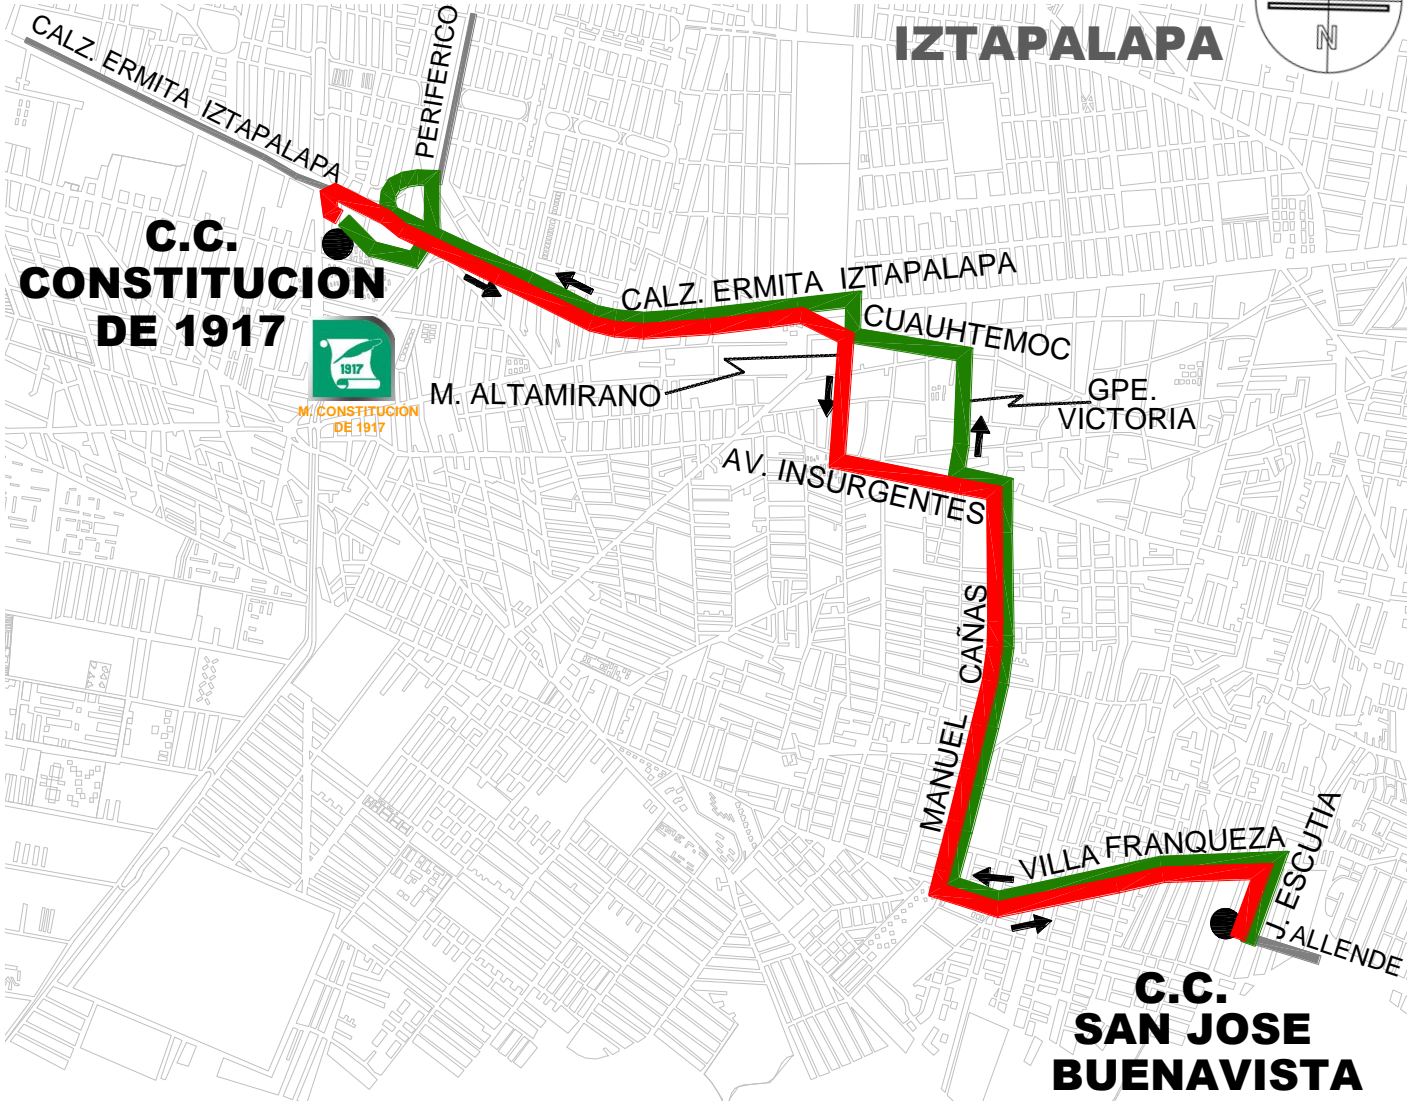 IZTAPALAPA
N
CALZ. ERMITA IZTAPALAPA
PERIFERICO
C.C.
CONSTITUCION
DE 1917
1917
M. CONSTITUCIÓN
DE 1917
CALZ. ERMITA IZTAPALAPA
CUAUHTEMOC
M. ALTAMIRANO
GPE.
VICTORIA
AV. INSURGENTES
MANUEL CAÑAS
VILLA FRANQUEZA
J. ESCUTIA
ALLENDE
C.C.
SAN JOSE
BUENAVISTA